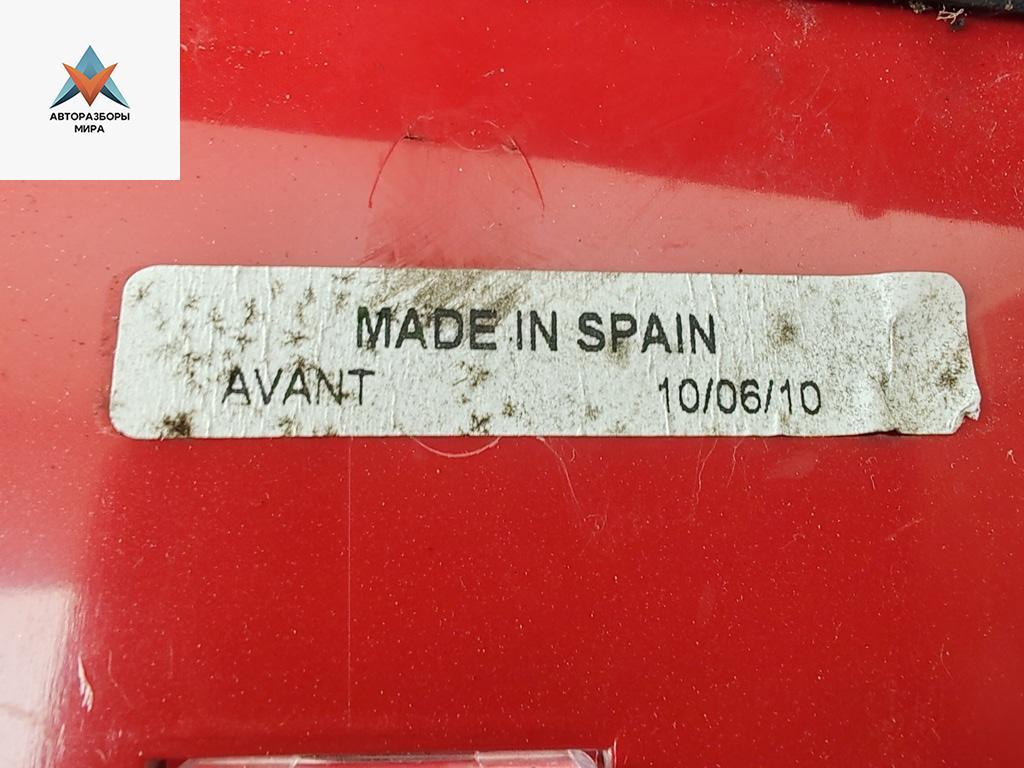 АВТОРАЗБОРЫ
МИРА
MADE IN SPAIN
AVANT 10/06/10